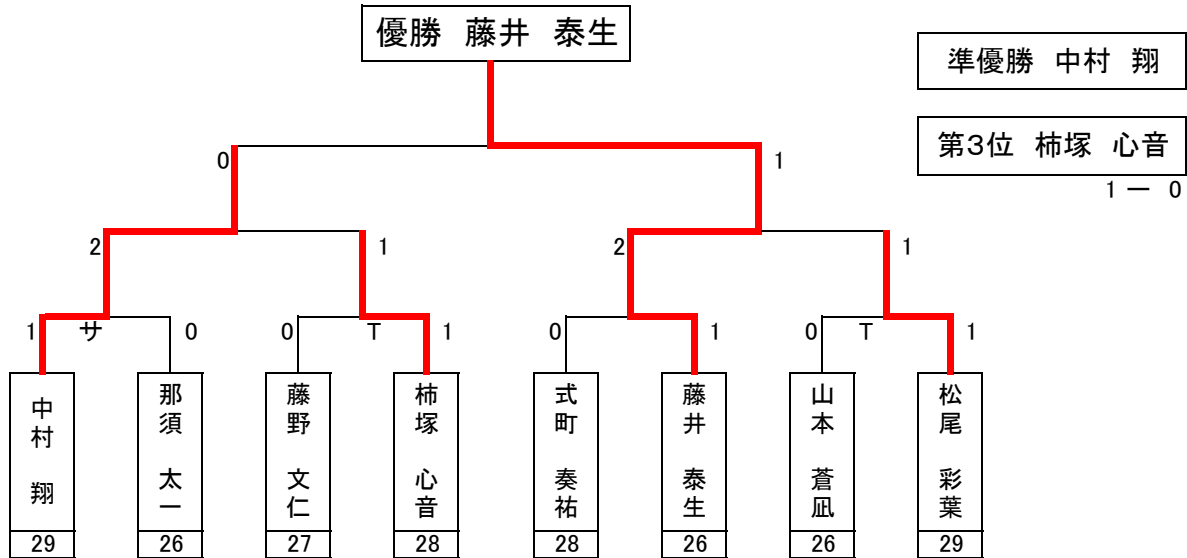 優勝 藤井 泰生
準優勝 中村 翔
第3位 柿塚 心音
1 ー 0
0
1
2
1
2
1
1 サ 0
0 T 1
0 1
0 T 1
中村 翔
那須 太一
藤野 文仁
柿塚 心音
式町 奏祐
藤井 泰生
山本 蒼凪
松尾 彩葉
29
26
27
28
28
26
26
29